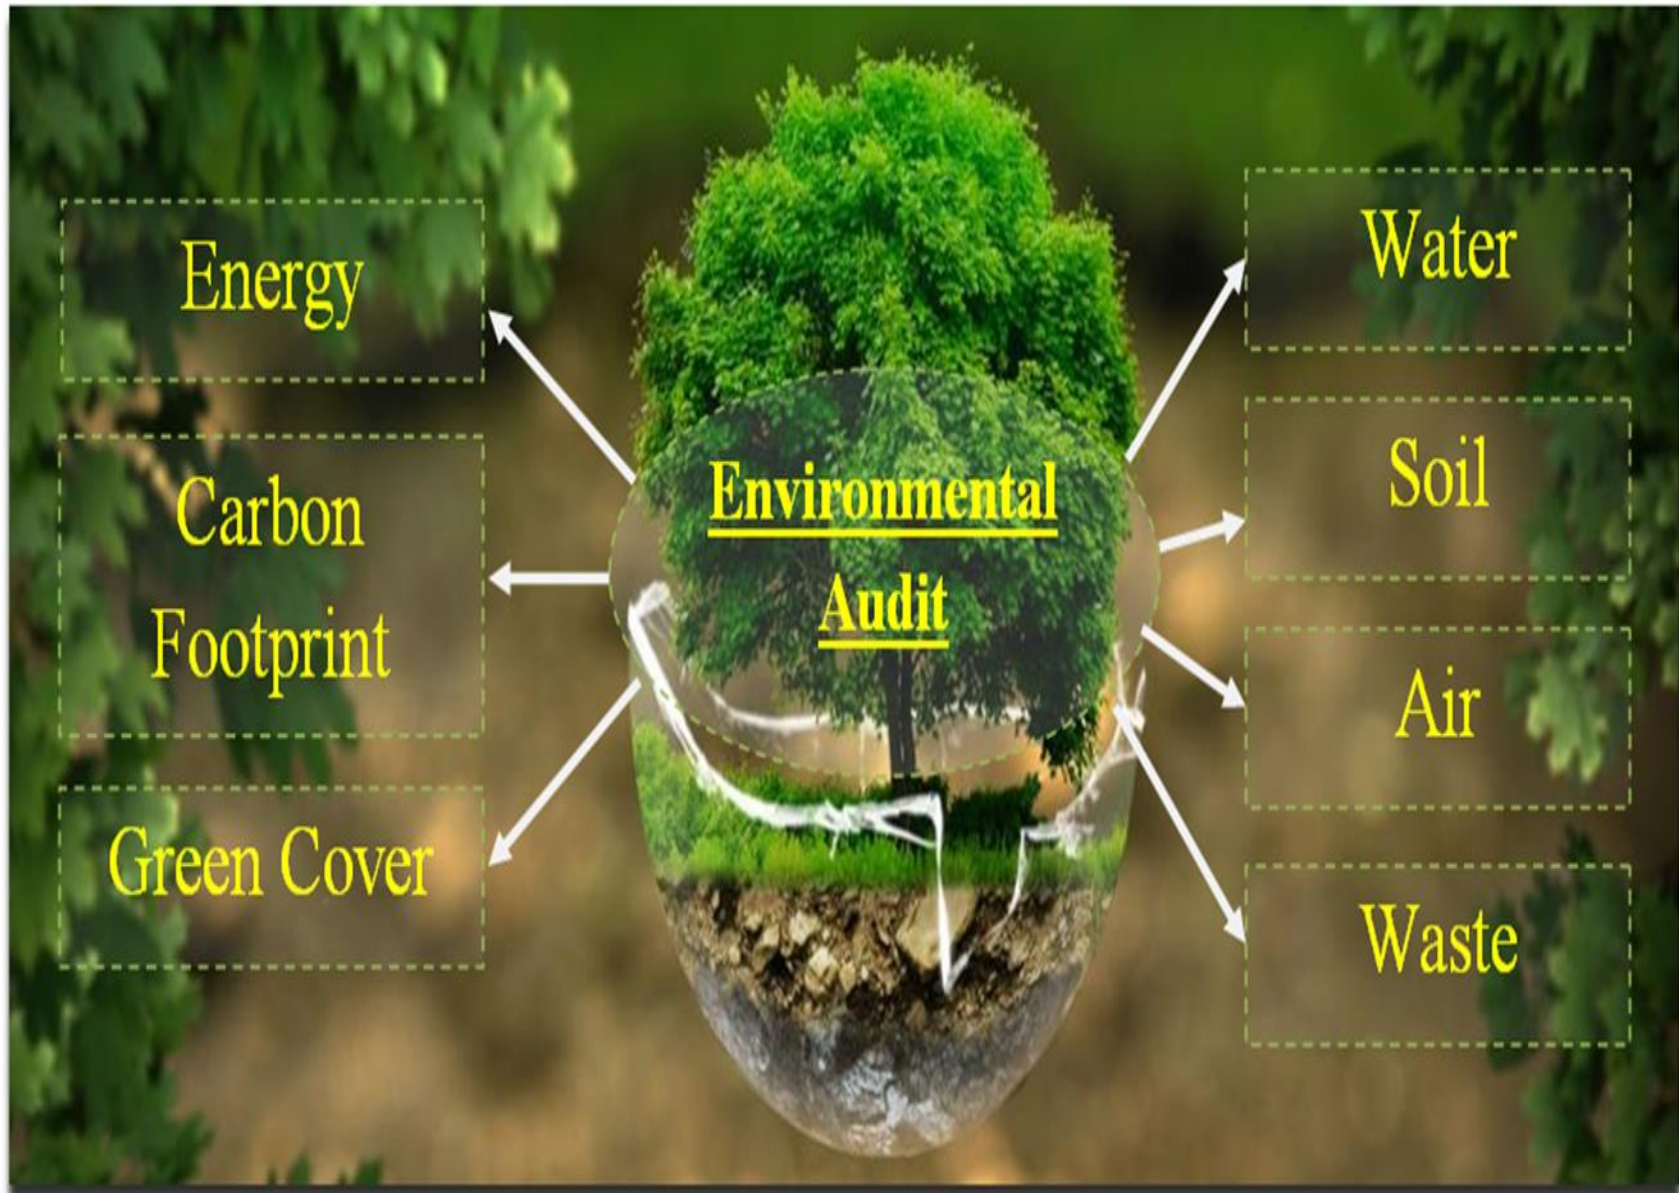 Energy
Carbon
Footprint
Green Cover
Environmental
Audit
Water
Soil
Air
Waste